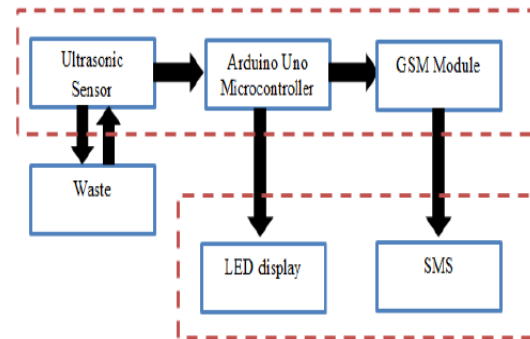 Ultrasonic
Sensor
Arduino Uno
Microcontroller
GSM Module
Waste
LED display
SMS